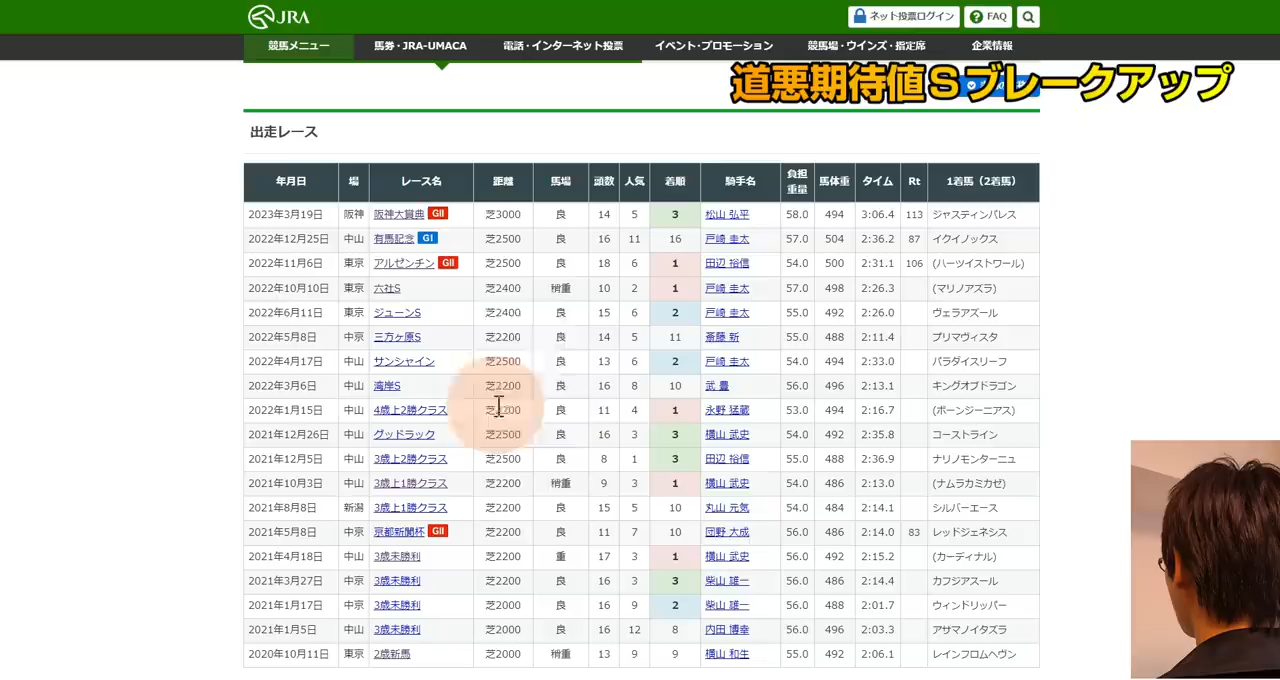 JRA ネット投票ログイン FAQ
競馬メニュー 馬券・JRA-UMACA 電話・インターネット投票 イベント・プロモーション 競馬場・ウインズ・指定席 企業情報
道悪期待値Sブレークアップ
出走レース
年月日 場 レース名 距離 馬場 頭数 人気 着順 騎手名 負担重量 馬体重 タイム Rt 1着馬（2着馬）
2023年3月19日 阪神 阪神大賞典 GII 芝3000 良 14 5 3 松山 弘平 58.0 494 3:06.4 113 ジャスティンパレス
2022年12月25日 中山 有馬記念 GI 芝2500 良 16 11 16 戸崎 圭太 57.0 504 2:36.2 87 イクイノックス
2022年11月6日 東京 アルゼンチン GII 芝2500 良 18 6 1 田辺 裕信 54.0 500 2:31.1 106 (ハーツイストワール)
2022年10月10日 東京 六社S 芝2400 稍重 10 2 1 戸崎 圭太 57.0 498 2:26.3 (マリノアズラ)
2022年6月11日 東京 ジューンS 芝2400 良 15 6 2 戸崎 圭太 55.0 492 2:26.0 ヴェラアズール
2022年5月8日 中京 三方ヶ原S 芝2200 良 14 5 11 斎藤 新 55.0 488 2:11.4 プリマヴィスタ
2022年4月17日 中山 サンシャイン 芝2500 良 13 6 2 戸崎 圭太 54.0 494 2:33.0 パラダイスリーフ
2022年3月6日 中山 湾岸S 芝2200 良 16 8 10 武 豊 56.0 496 2:13.1 キングオブドラゴン
2022年1月15日 中山 4歳上2勝クラス 芝2200 良 11 4 1 永野 猛蔵 53.0 494 2:16.7 (ボーンジーニアス)
2021年12月26日 中山 グッドラック 芝2500 良 16 3 3 横山 武史 54.0 492 2:35.8 コーストライン
2021年12月5日 中山 3歳上2勝クラス 芝2500 良 8 1 3 田辺 裕信 55.0 488 2:36.9 ナリノモンターニュ
2021年10月3日 中山 3歳上1勝クラス 芝2200 稍重 9 3 1 横山 武史 54.0 486 2:13.0 (ナムラカミカゼ)
2021年8月8日 新潟 3歳上1勝クラス 芝2200 良 15 5 10 丸山 元気 54.0 484 2:14.1 シルバーエース
2021年5月8日 中京 京都新聞杯 GII 芝2200 良 11 7 10 団野 大成 56.0 486 2:14.0 83 レッドジェネシス
2021年4月18日 中山 3歳未勝利 芝2200 重 17 3 1 横山 武史 56.0 492 2:15.2 (カーディナル)
2021年3月27日 中京 3歳未勝利 芝2200 良 16 3 3 柴山 雄一 56.0 486 2:14.4 カフジアスール
2021年1月17日 中京 3歳未勝利 芝2000 良 16 9 2 柴山 雄一 56.0 488 2:01.7 ウィンドリッパー
2021年1月5日 中山 3歳未勝利 芝2000 良 16 12 8 内田 博幸 56.0 496 2:03.3 アサマノイタズラ
2020年10月11日 東京 2歳新馬 芝2000 稍重 13 9 9 横山 和生 55.0 492 2:06.1 レインフロムヘヴン